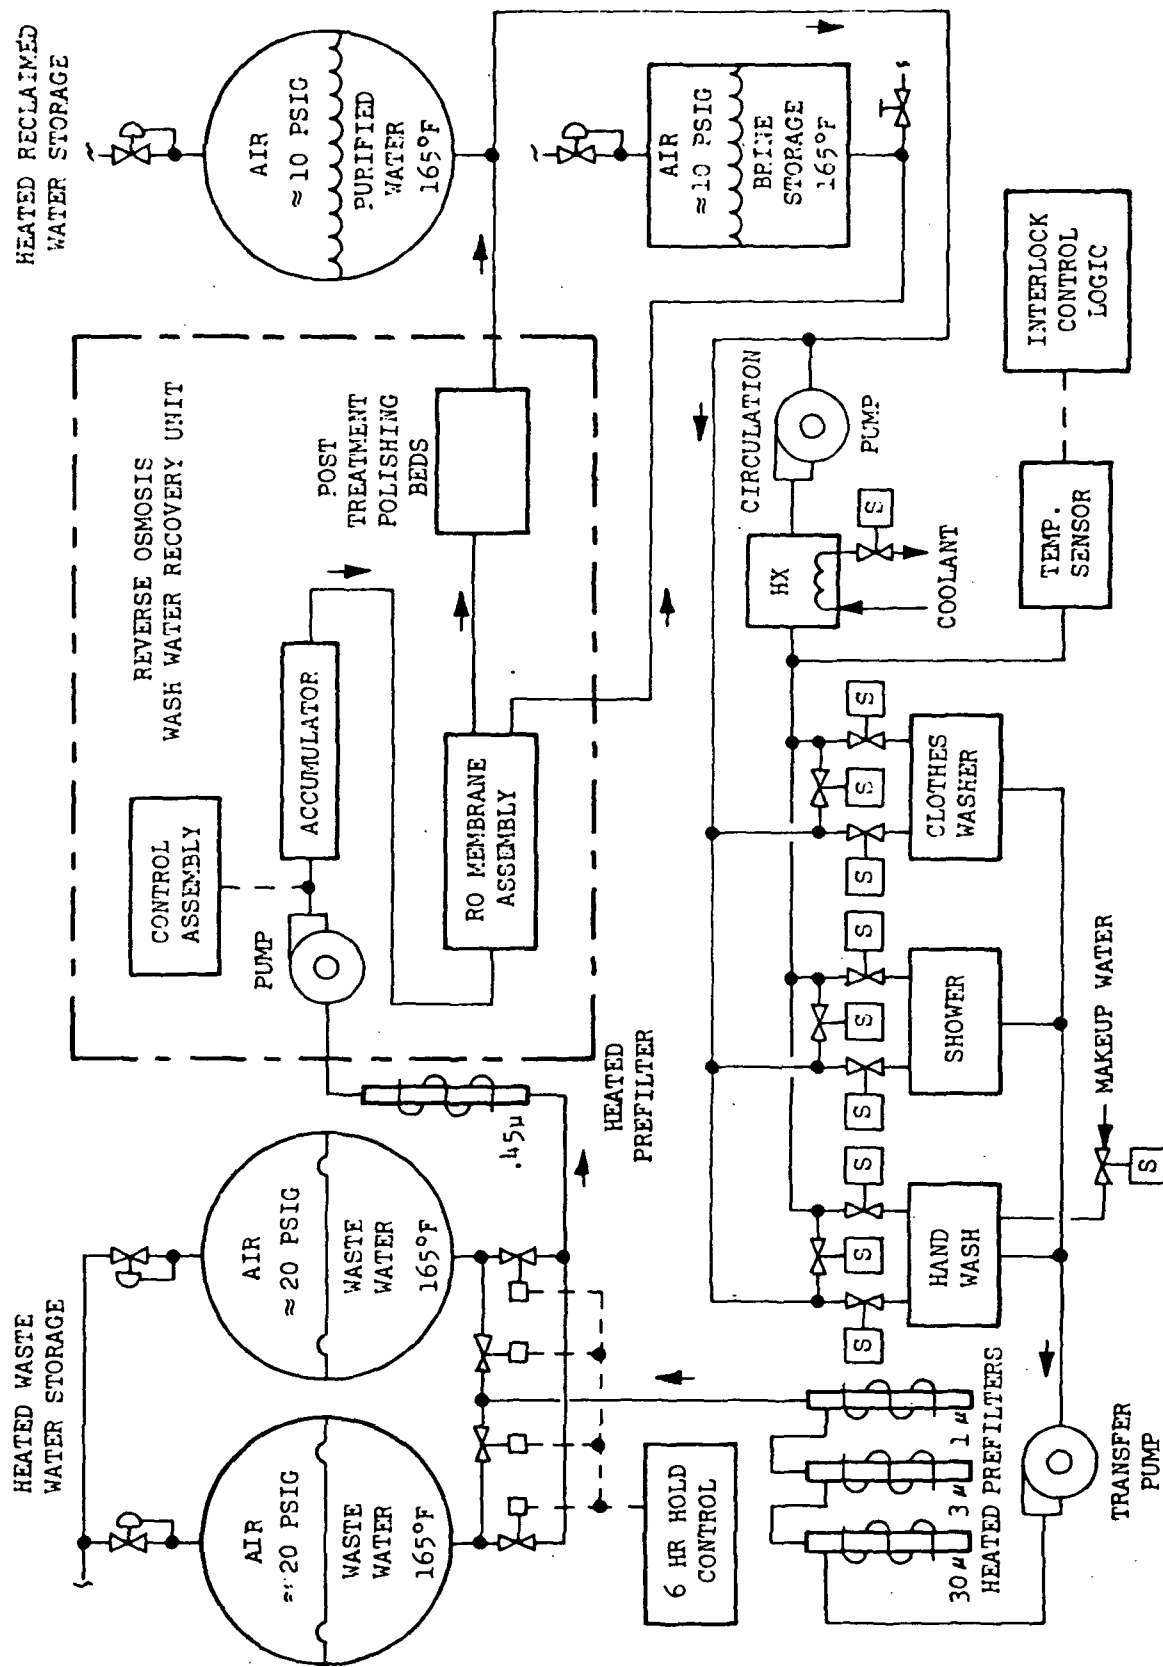 HEATED WASTE
WATER STORAGE
AIR
≈20 PSIG
WASTE
WATER
165°F
AIR
≈20 PSIG
WASTE
WATER
165°F
6 HR HOLD
CONTROL
.45μ
HEATED
PREFILTER
REVERSE OSMOSIS
WASH WATER RECOVERY UNIT
CONTROL
ASSEMBLY
PUMP
ACCUMULATOR
RO MEMBRANE
ASSEMBLY
POST
TREATMENT
POLISHING
BEDS
HEATED RECLAIMED
WATER STORAGE
AIR
≈10 PSIG
PURIFIED
WATER
165°F
AIR
≈10 PSIG
BRINE
STORAGE
165°F
CIRCULATION
PUMP
HX
S
COOLANT
TEMP.
SENSOR
INTERLOCK
CONTROL
LOGIC
S
S
S
HAND
WASH
S
S
S
SHOWER
S
S
S
CLOTHES
WASHER
MAKEUP WATER
S
30μ 3μ 1μ
HEATED PREFILTERS
TRANSFER
PUMP